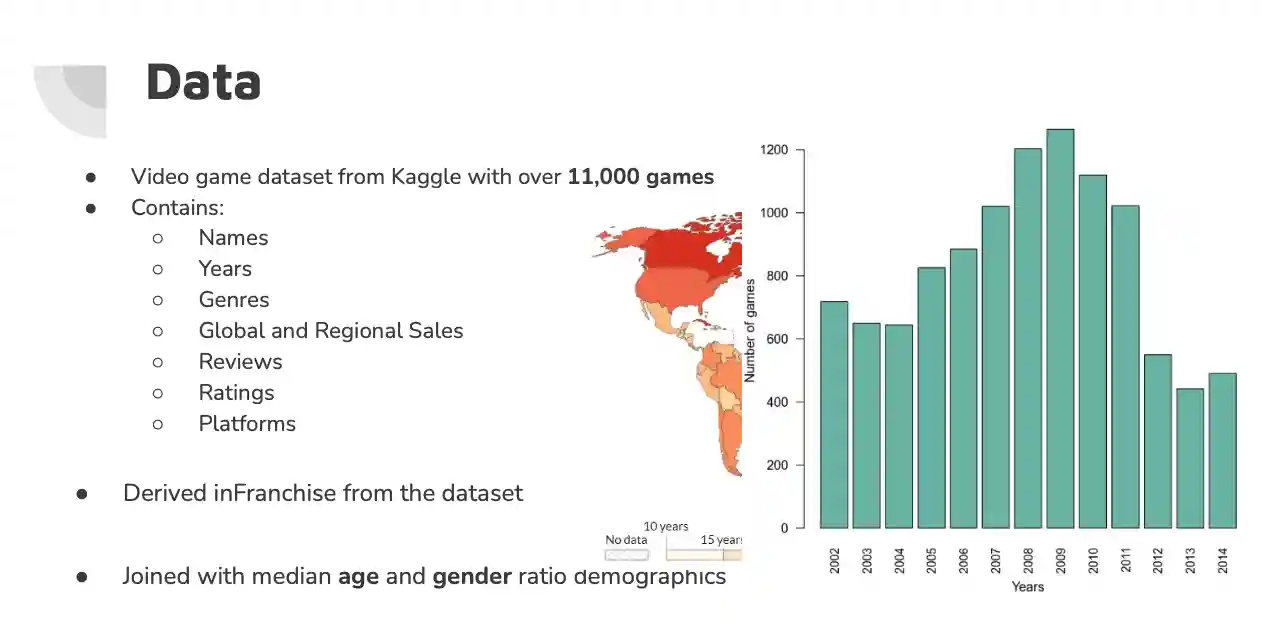 Data
Video game dataset from Kaggle with over 11,000 games
Contains:
Names
Years
Genres
Global and Regional Sales
Reviews
Ratings
Platforms
Derived inFranchise from the dataset
Joined with median age and gender ratio demographics
10 years
No data
15 years
Number of games
1200
1000
800
600
400
200
0
2002 2003 2004 2005 2006 2007 2008 2009 2010 2011 2012 2013 2014
Years